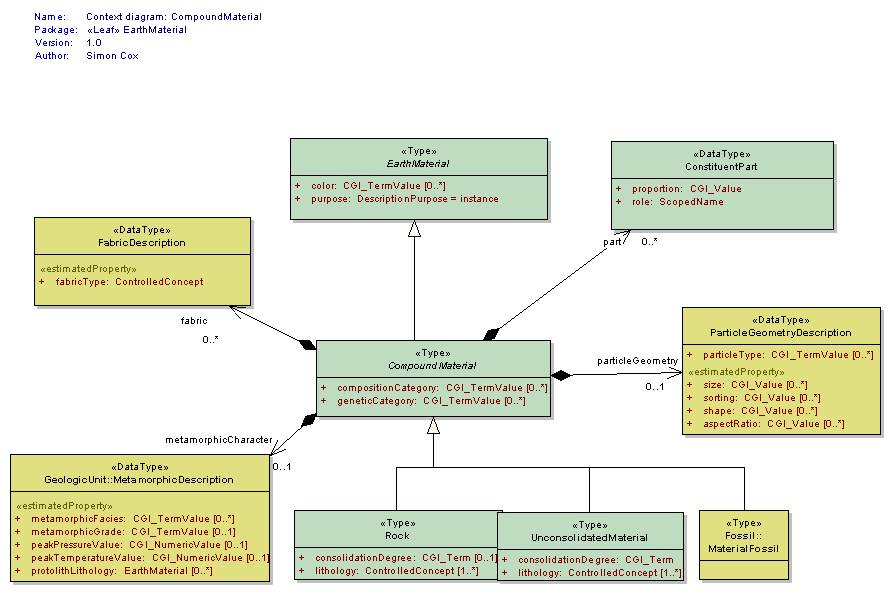 Name: Context diagram: CompoundMaterial
Package: «Leaf» EarthMaterial
Version: 1.0
Author: Simon Cox
«Type»
EarthMaterial
+ color: CGI_TermValue [0..*]
+ purpose: DescriptionPurpose = instance
«DataType»
ConstituentPart
+ proportion: CGI_Value
+ role: ScopedName
«DataType»
FabricDescription
«estimatedProperty»
+ fabricType: ControlledConcept
part
0..*
fabric
0..*
«Type»
CompoundMaterial
+ compositionCategory: CGI_TermValue [0..*]
+ geneticCategory: CGI_TermValue [0..*]
particleGeometry
0..1
«DataType»
ParticleGeometryDescription
+ particleType: CGI_TermValue [0..*]
«estimatedProperty»
+ size: CGI_Value [0..*]
+ sorting: CGI_Value [0..*]
+ shape: CGI_Value [0..*]
+ aspectRatio: CGI_Value [0..*]
metamorphicCharacter
0..1
«DataType»
GeologicUnit::MetamorphicDescription
«estimatedProperty»
+ metamorphicFacies: CGI_TermValue [0..*]
+ metamorphicGrade: CGI_TermValue [0..1]
+ peakPressureValue: CGI_NumericValue [0..1]
+ peakTemperatureValue: CGI_NumericValue [0..1]
+ protolithLithology: EarthMaterial [0..*]
«Type»
Rock
+ consolidationDegree: CGI_Term [0..1]
+ lithology: ControlledConcept [1..*]
«Type»
UnconsolidatedMaterial
+ consolidationDegree: CGI_Term
+ lithology: ControlledConcept [1..*]
«Type»
Fossil::
MaterialFossil